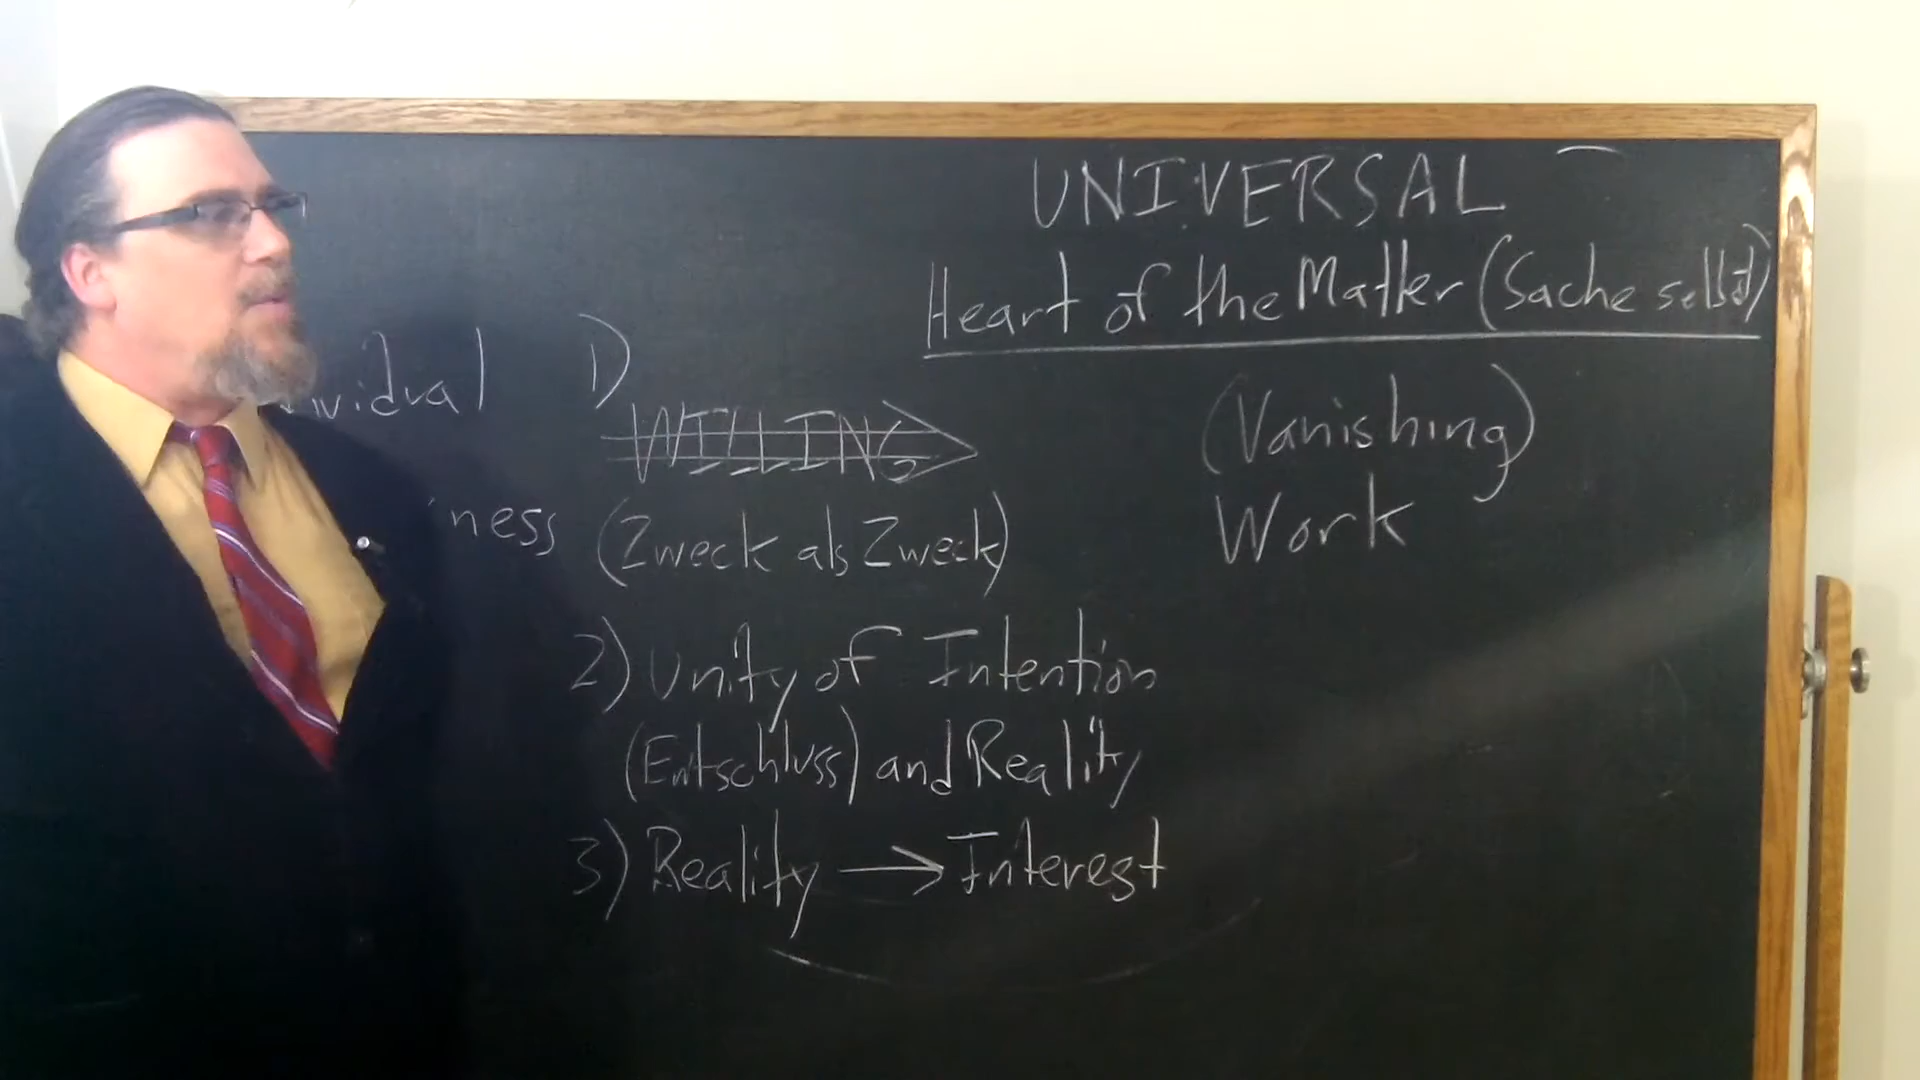 UNIVERSAL
Heart of the Matter (Sache selbst)
1)
WILLING
(Vanishing)
ness (Zweck als Zweck)
Work
2) Unity of Intention
(Entschluss) and Reality
3) Reality → Interest